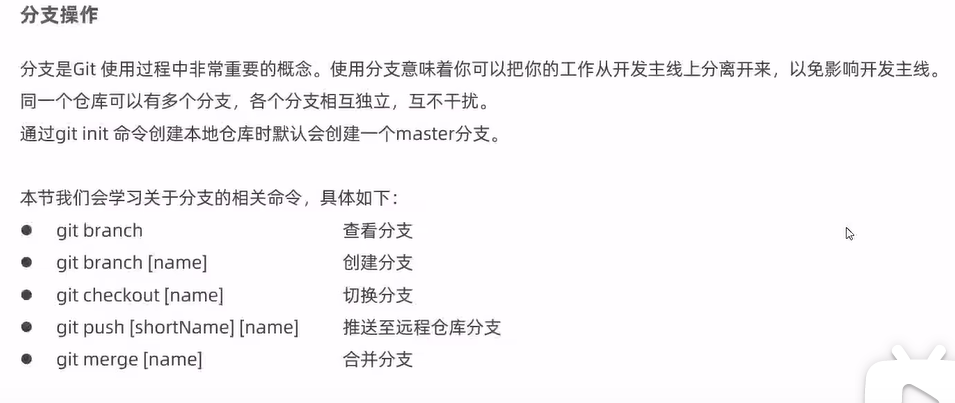 分支操作
分支是Git 使用过程中非常重要的概念。使用分支意味着你可以把你的工作从开发主线上分离开来，以免影响开发主线。
同一个仓库可以有多个分支，各个分支相互独立，互不干扰。
通过git init 命令创建本地仓库时默认会创建一个master分支。
本节我们会学习关于分支的相关命令，具体如下：
● git branch 查看分支
● git branch [name] 创建分支
● git checkout [name] 切换分支
● git push [shortName] [name] 推送至远程仓库分支
● git merge [name] 合并分支